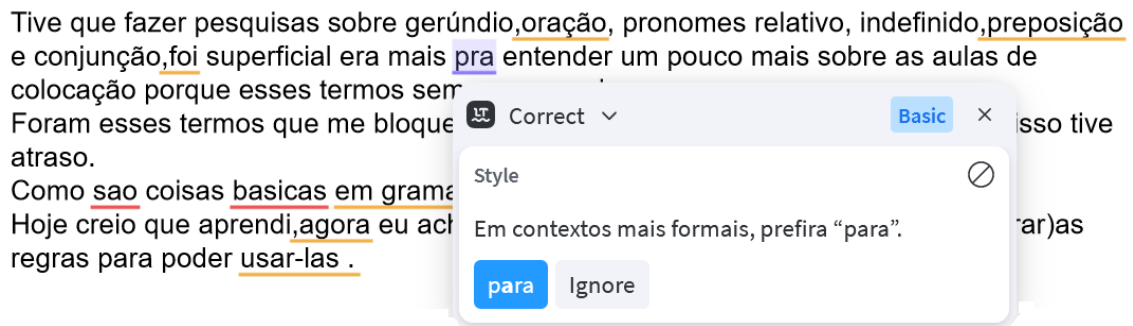 Tive que fazer pesquisas sobre gerúndio,oração, pronomes relativo, indefinido,preposição
e conjunção,foi superficial era mais pra entender um pouco mais sobre as aulas de
colocação porque esses termos sem
Foram esses termos que me bloque isso tive
atraso.
Como sao coisas basicas em grama
Hoje creio que aprendi,agora eu ach rar)as
regras para poder usar-las .
LT Correct Basic
Style
Em contextos mais formais, prefira “para”.
para Ignore